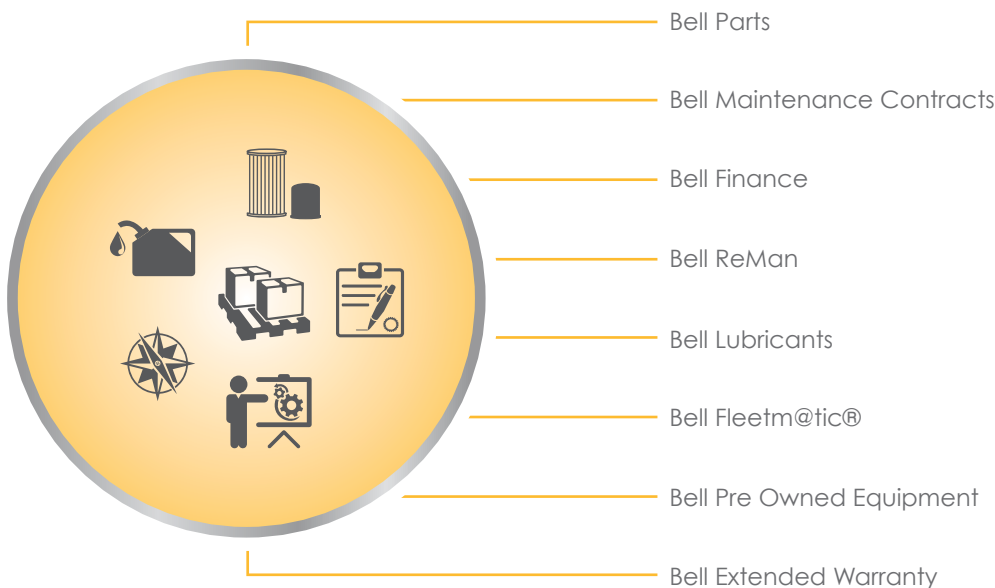 Bell Parts
Bell Maintenance Contracts
Bell Finance
Bell ReMan
Bell Lubricants
Bell Fleetm@tic®
Bell Pre Owned Equipment
Bell Extended Warranty